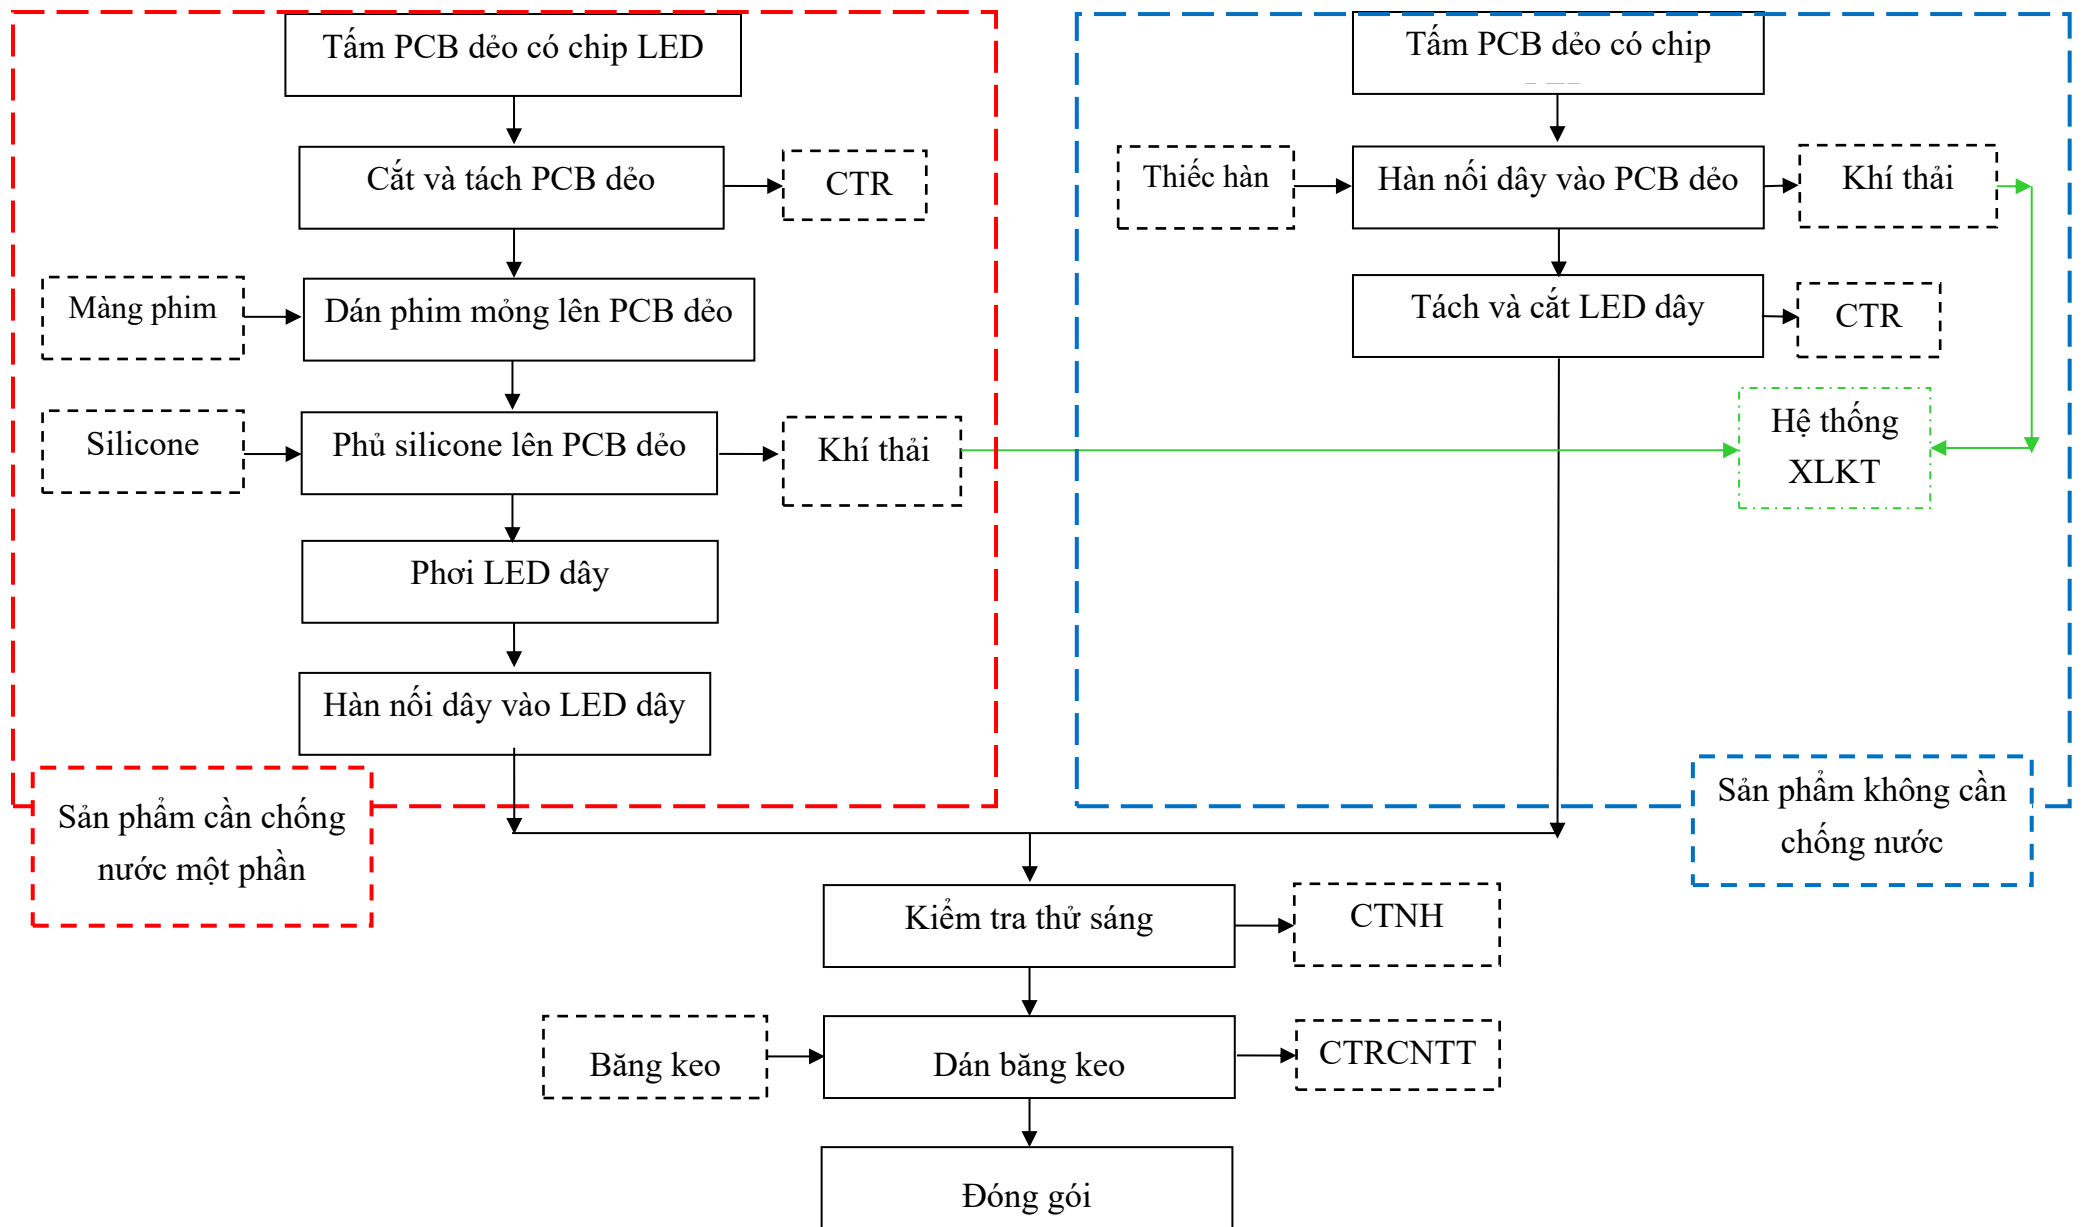 Tấm PCB dẻo có chip LED
Cắt và tách PCB dẻo
CTR
Màng phim
Dán phim mỏng lên PCB dẻo
Silicone
Phủ silicone lên PCB dẻo
Khí thải
Phơi LED dây
Hàn nối dây vào LED dây
Sản phẩm cần chống
nước một phần
Tấm PCB dẻo có chip
Thiếc hàn
Hàn nối dây vào PCB dẻo
Khí thải
Tách và cắt LED dây
CTR
Hệ thống
XLKT
Sản phẩm không cần
chống nước
Kiểm tra thử sáng
CTNH
Băng keo
Dán băng keo
CTRCNTT
Đóng gói